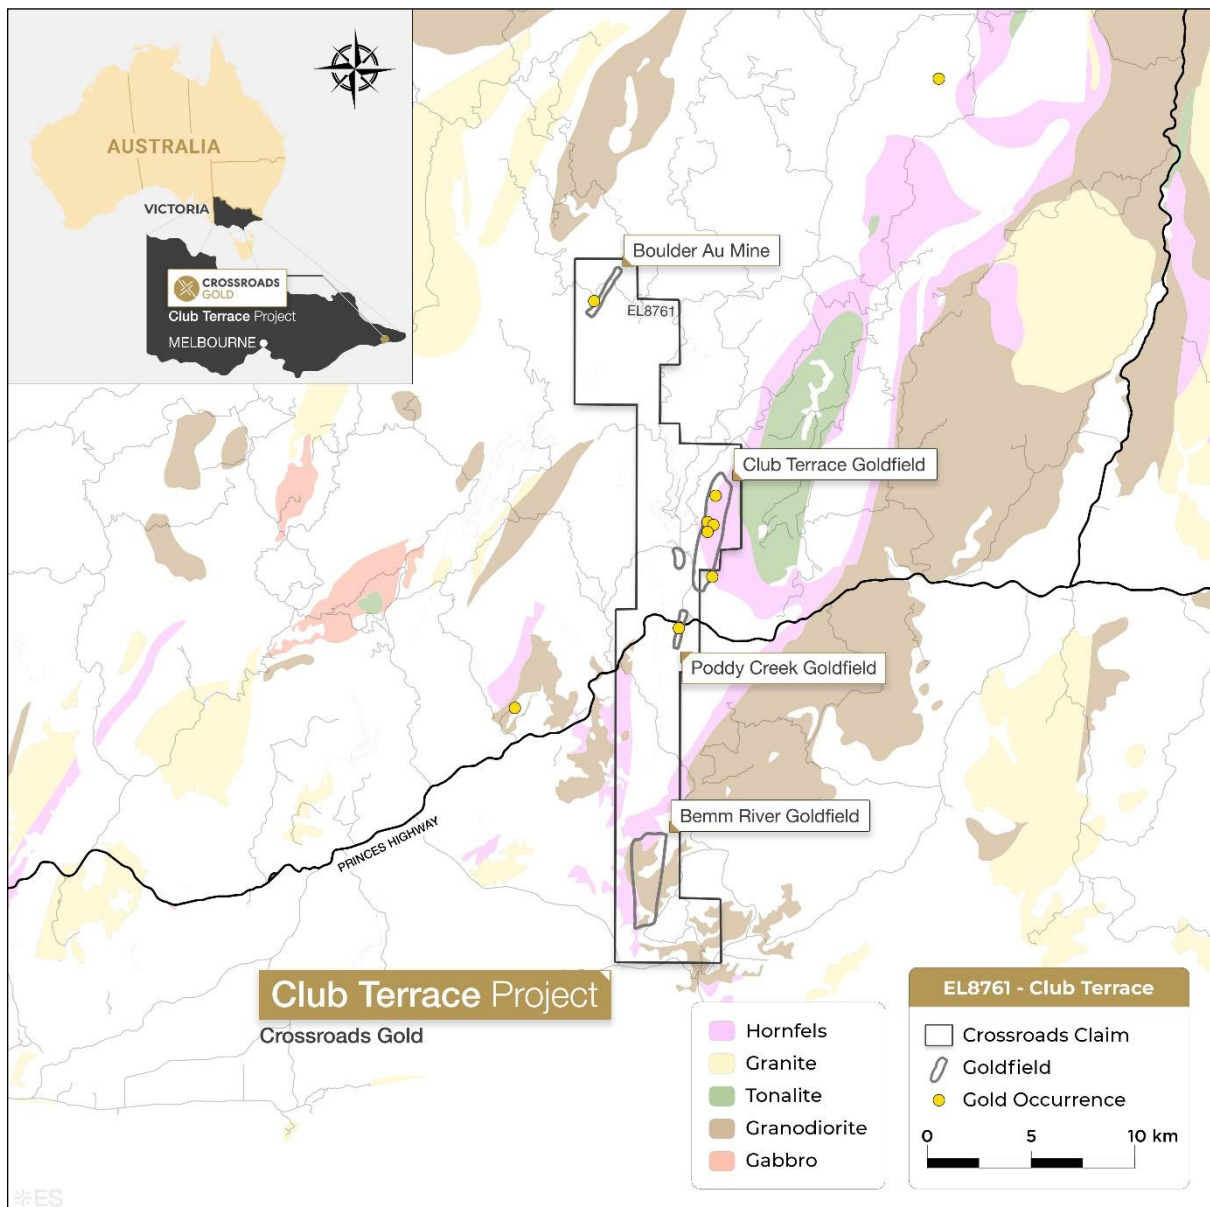 AUSTRALIA
VICTORIA
CROSSROADS
GOLD
Club Terrace Project
MELBOURNE
Boulder Au Mine
EL8761
Club Terrace Goldfield
Poddy Creek Goldfield
Bemm River Goldfield
PRINCES HIGHWAY
Club Terrace Project
Crossroads Gold
Hornfels
Granite
Tonalite
Granodiorite
Gabbro
EL8761 - Club Terrace
Crossroads Claim
Goldfield
Gold Occurrence
0 5 10 km
ES